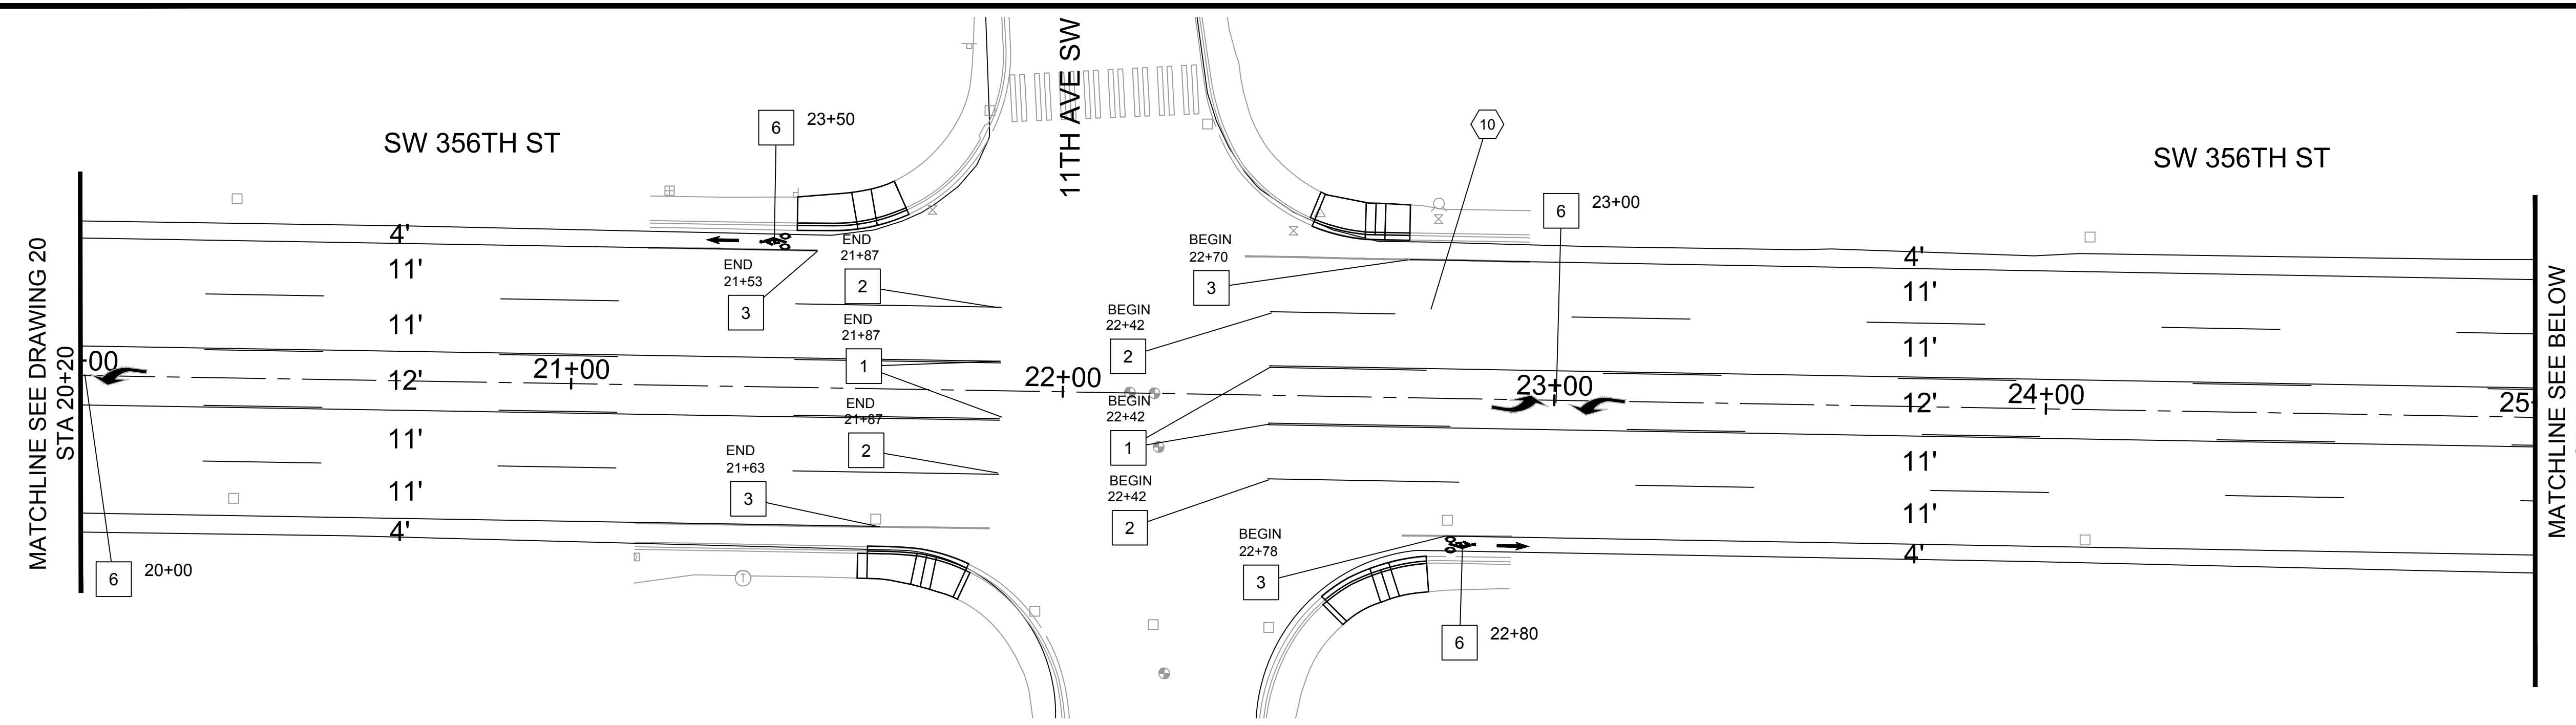 SW 356TH ST
6
23+50
11TH AVE SW
10
SW 356TH ST
6
23+00
MATCHLINE SEE DRAWING 20
STA 20+20
4'
11'
11'
12'
11'
11'
4'
+00
21+00
END
21+53
3
END
21+87
2
END
21+87
1
END
21+87
2
END
21+63
3
6
20+00
22+00
BEGIN
22+70
3
BEGIN
22+42
2
BEGIN
22+42
1
BEGIN
22+42
2
BEGIN
22+78
3
6
22+80
T
23+00
4'
11'
11'
12'
11'
11'
4'
24+00
25
MATCHLINE SEE BELOW